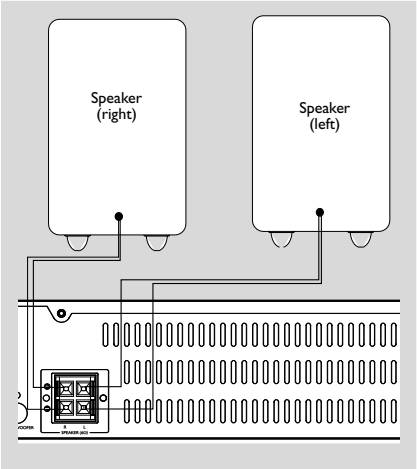 Speaker
(right)
Speaker
(left)
WOOFER
R L
SPEAKER (6Ω)